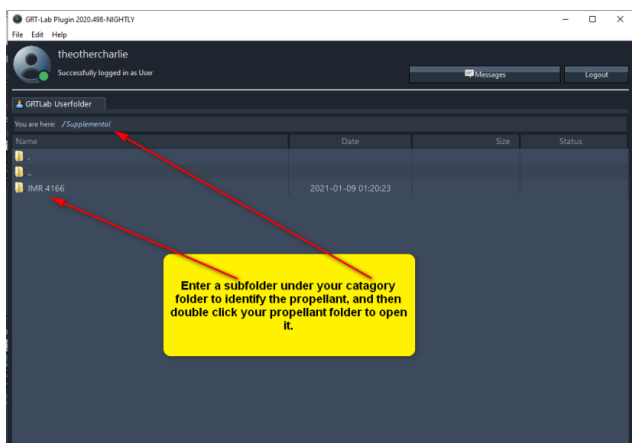 GRT-Lab Plugin 2020.498-NIGHTLY
File Edit Help
theothercharlie
Successfully logged in as User
Messages
Logout
GRTLab Userfolder
You are here: /Supplemental
Name Date Size Status
.
..
IMR 4166 2021-01-09 01:20:23
Enter a subfolder under your catagory
folder to identify the propellant, and then
double click your propellant folder to open
it.